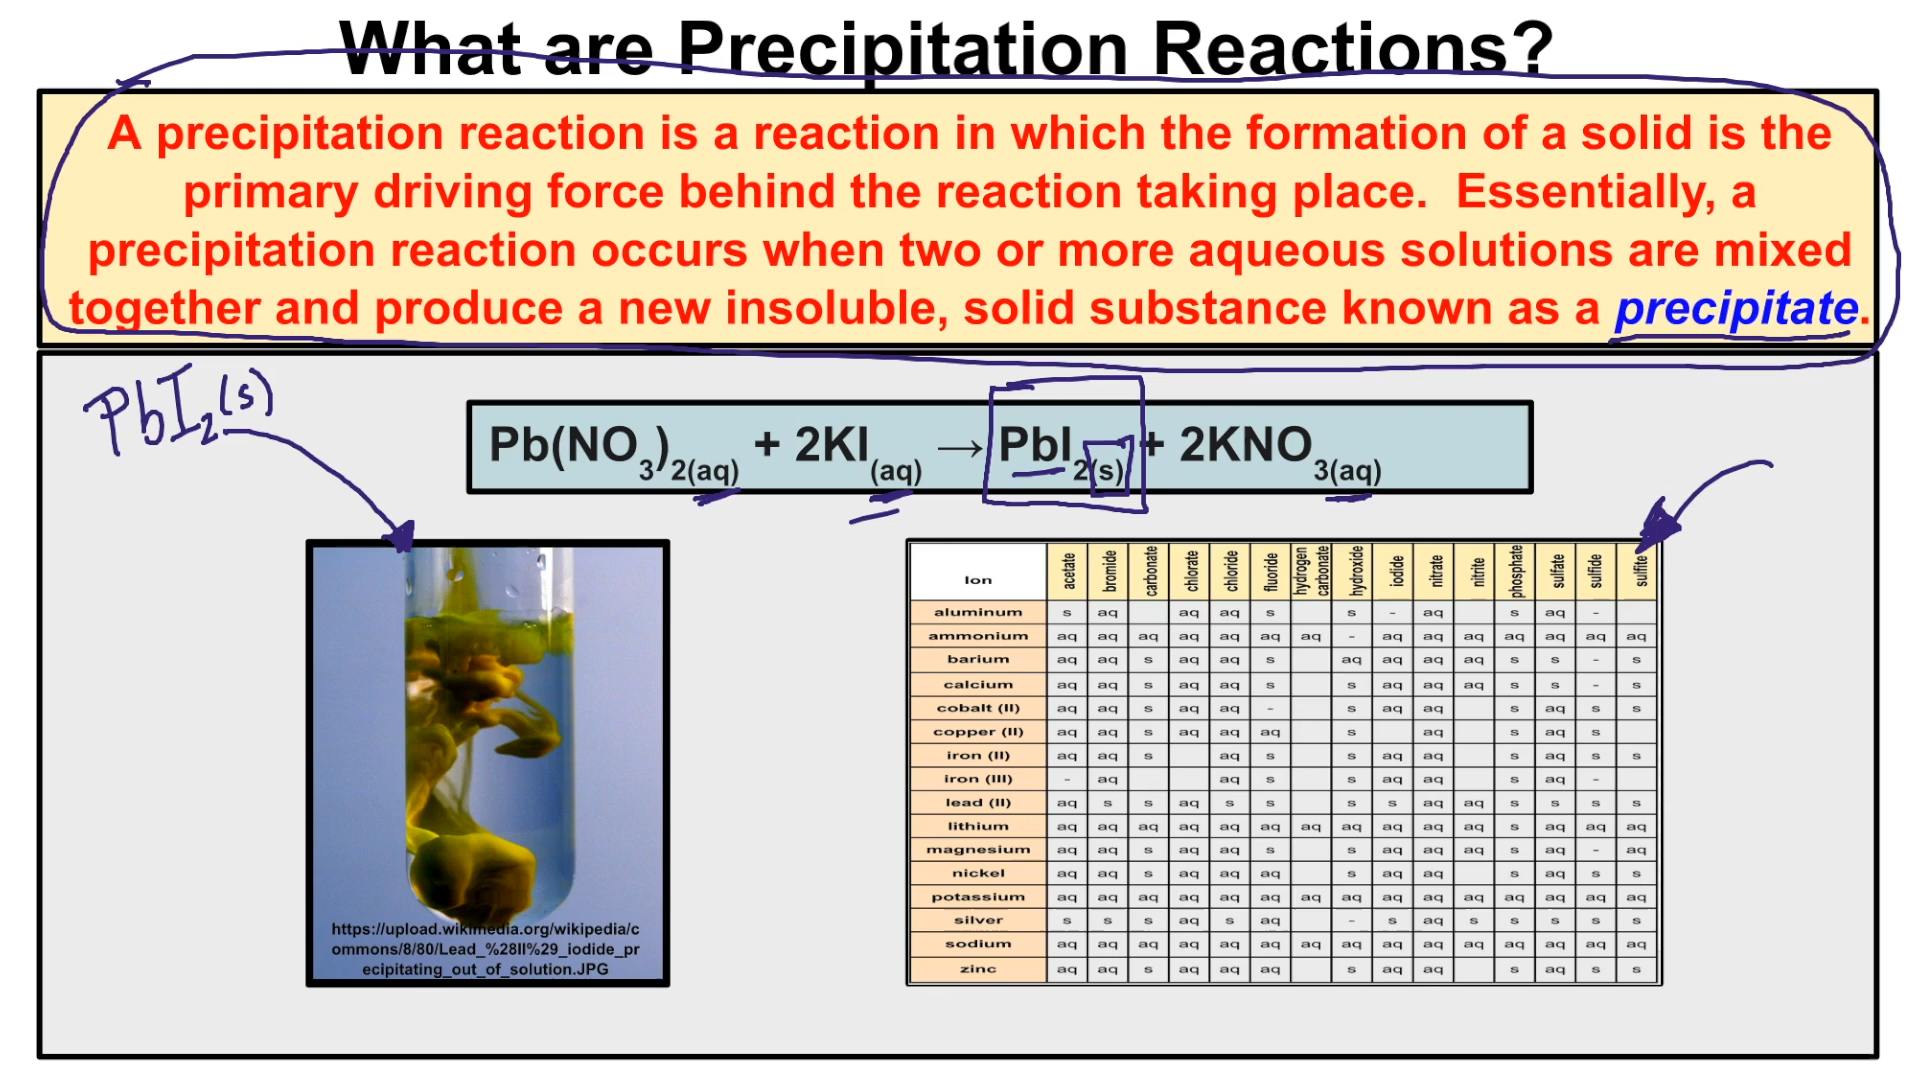 What are Precipitation Reactions?
A precipitation reaction is a reaction in which the formation of a solid is the
primary driving force behind the reaction taking place.  Essentially, a
precipitation reaction occurs when two or more aqueous solutions are mixed
together and produce a new insoluble, solid substance known as a precipitate.
PbI₂(s)
Pb(NO₃)₂(aq) + 2KI(aq) → PbI₂(s) + 2KNO₃(aq)
https://upload.wikimedia.org/wikipedia/c
ommons/8/80/Lead_%28II%29_iodide_pr
ecipitating_out_of_solution.JPG
Ion acetate bromide carbonate chlorate chloride fluoride hydrogen carbonate hydroxide iodide nitrate nitrite phosphate sulfate sulfide sulfite
aluminum s aq aq aq s s - aq s aq -
ammonium aq aq aq aq aq aq aq - aq aq aq aq aq aq aq
barium aq aq s aq aq s aq aq aq aq s s - s
calcium aq aq s aq aq s s aq aq aq s s - s
cobalt (II) aq aq s aq aq - s aq aq s aq s s
copper (II) aq aq s aq aq aq s aq s aq s
iron (II) aq aq s aq s s aq aq s aq s s
iron (III) - aq aq s s aq aq s aq -
lead (II) aq s s aq s s s s aq aq s s s s
lithium aq aq aq aq aq aq aq aq aq aq aq s aq aq aq
magnesium aq aq s aq aq s s aq aq aq s aq - aq
nickel aq aq s aq aq aq s aq aq s aq s s
potassium aq aq aq aq aq aq aq aq aq aq aq aq aq aq aq
silver s s s aq s aq - s aq s s s s s
sodium aq aq aq aq aq aq aq aq aq aq aq aq aq aq aq
zinc aq aq s aq aq aq s aq aq s aq s s